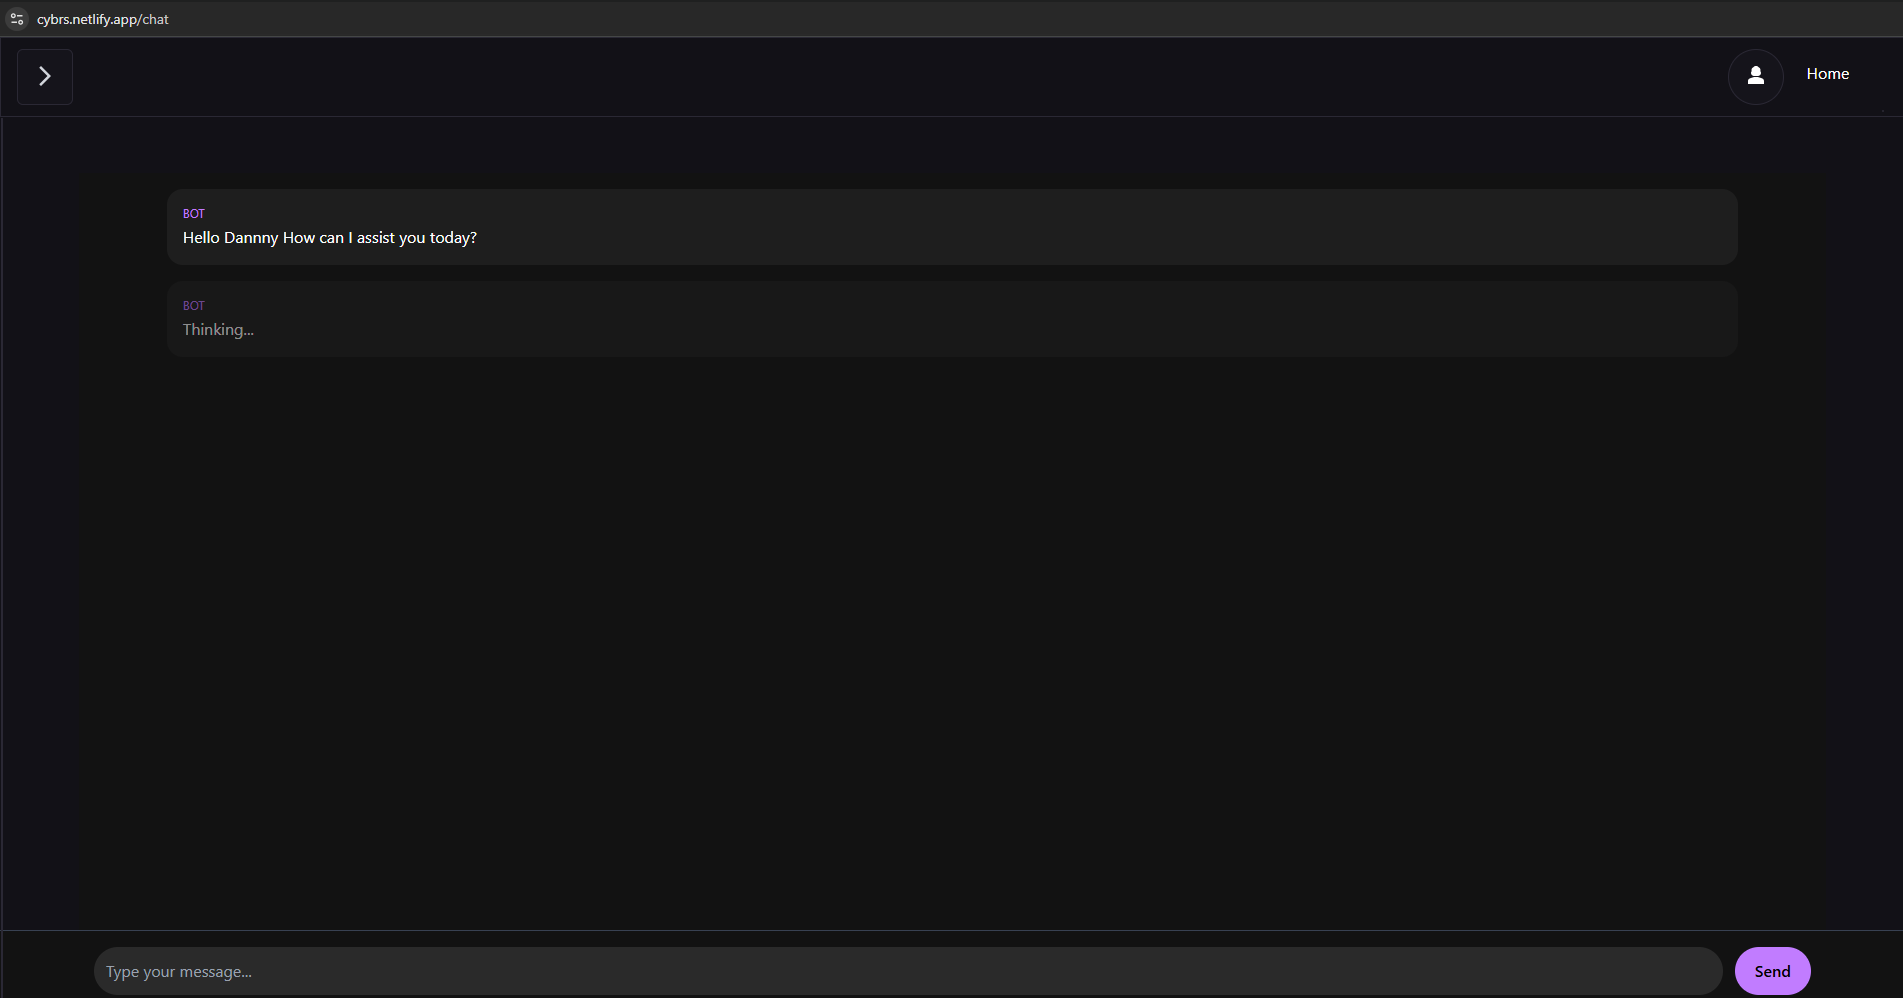 cybrs.netlify.app/chat
Home
BOT
Hello Dannny How can I assist you today?
BOT
Thinking...
Type your message...
Send